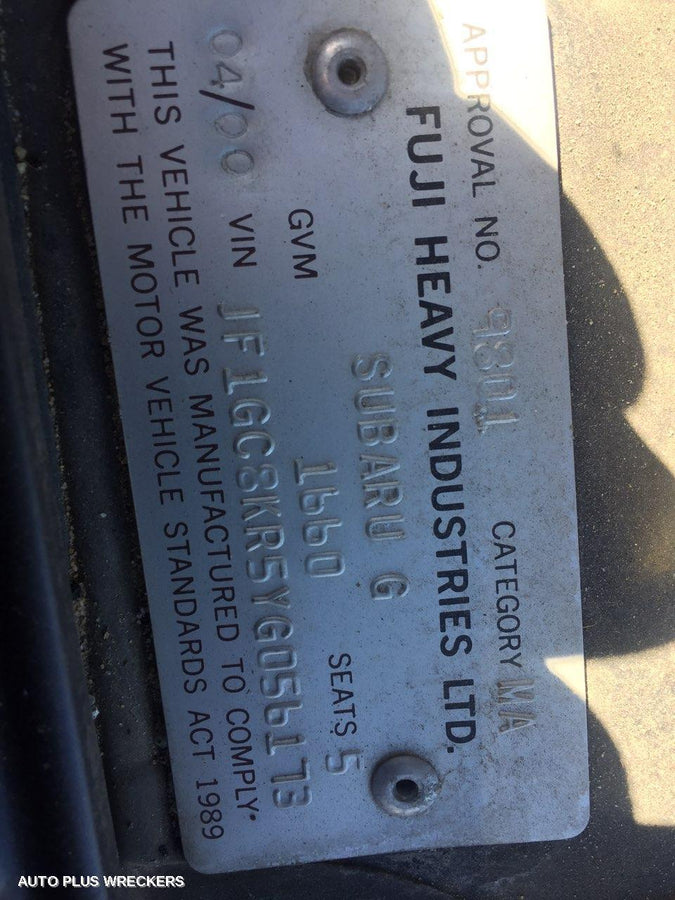 APPROVAL NO. 9801 CATEGORY MA
FUJI HEAVY INDUSTRIES LTD.
SUBARU G
GVM 1660 SEATS 5
04/00 VIN JF1GC8KR5YG056173
THIS VEHICLE WAS MANUFACTURED TO COMPLY
WITH THE MOTOR VEHICLE STANDARDS ACT 1989
AUTO PLUS WRECKERS